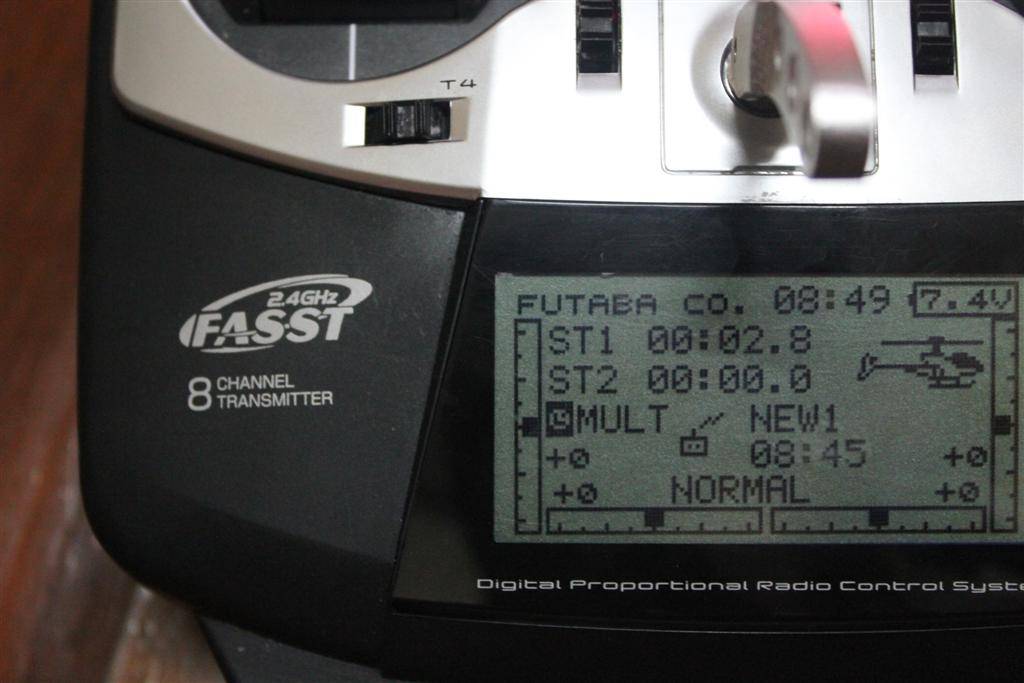 T4
2.4GHz
FASST
8 CHANNEL
TRANSMITTER
FUTABA CO. 08:49 7.4V
ST1 00:02.8
ST2 00:00.0
MULT NEW1
+0 08:45 +0
+0 NORMAL +0
Digital Proportional Radio Control Syste